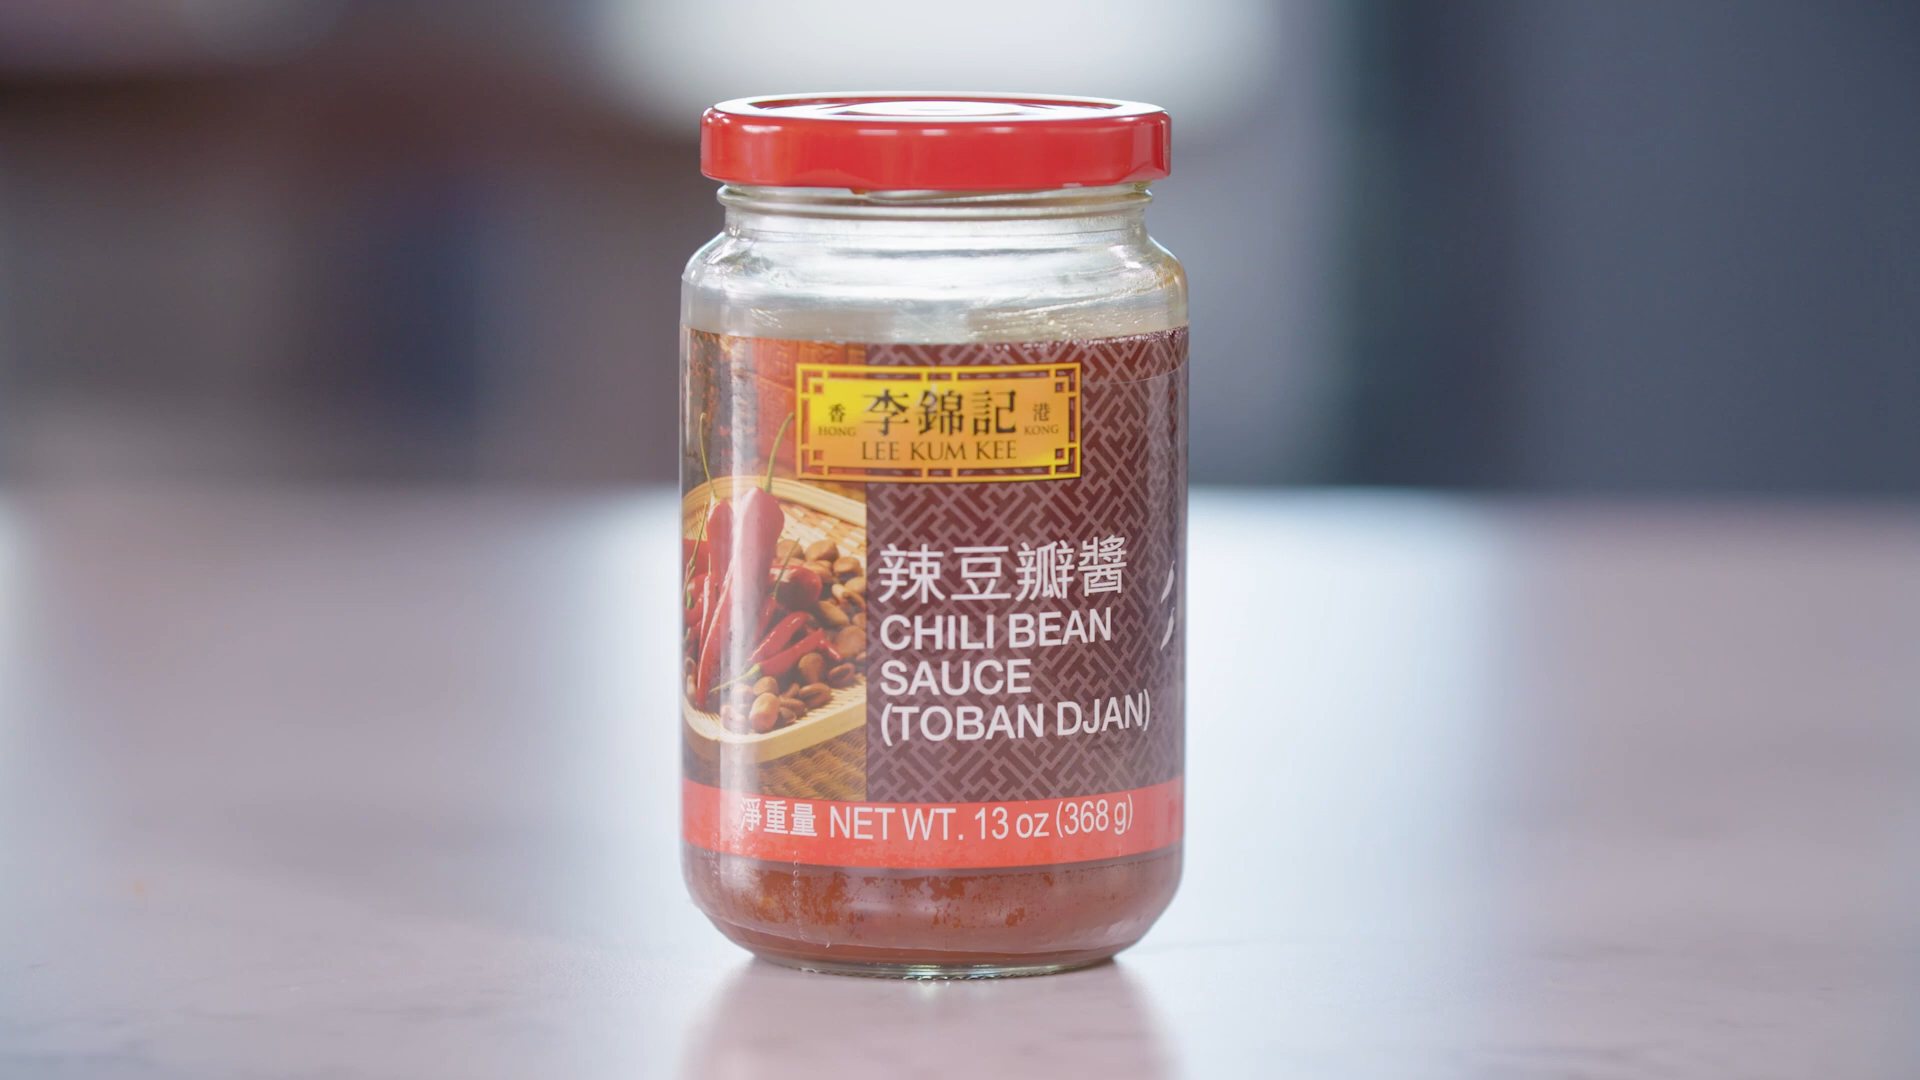 香 李錦記 港
HONG LEE KUM KEE KONG
辣豆瓣醬
CHILI BEAN
SAUCE
(TOBAN DJAN)
淨重量 NET WT. 13 oz (368 g)